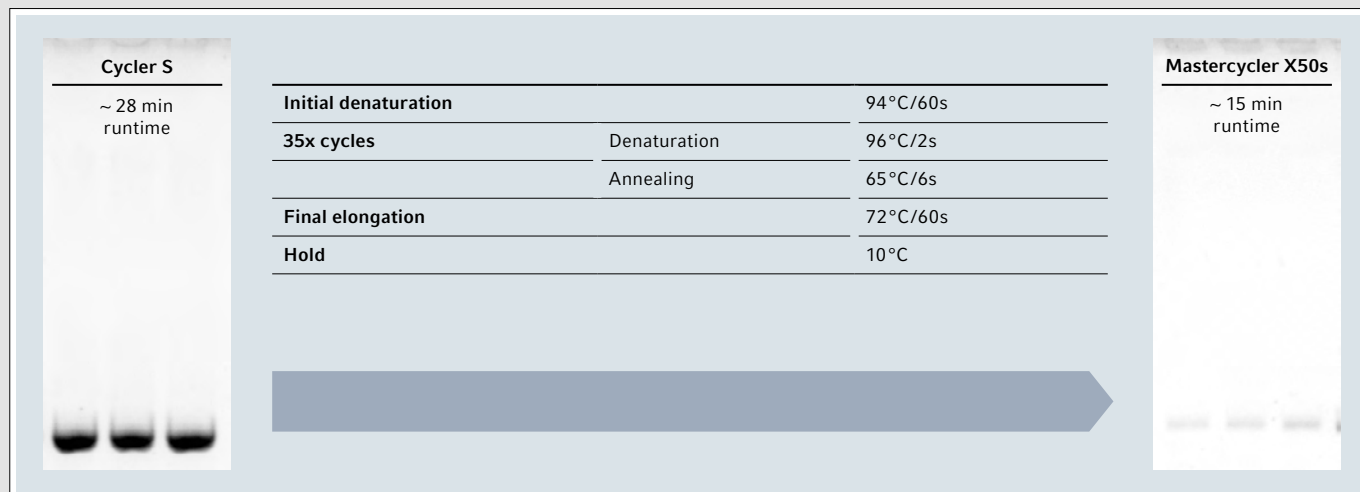 Cycler S
~ 28 min
runtime
Initial denaturation 94°C/60s
35x cycles Denaturation 96°C/2s
Annealing 65°C/6s
Final elongation 72°C/60s
Hold 10°C
Mastercycler X50s
~ 15 min
runtime